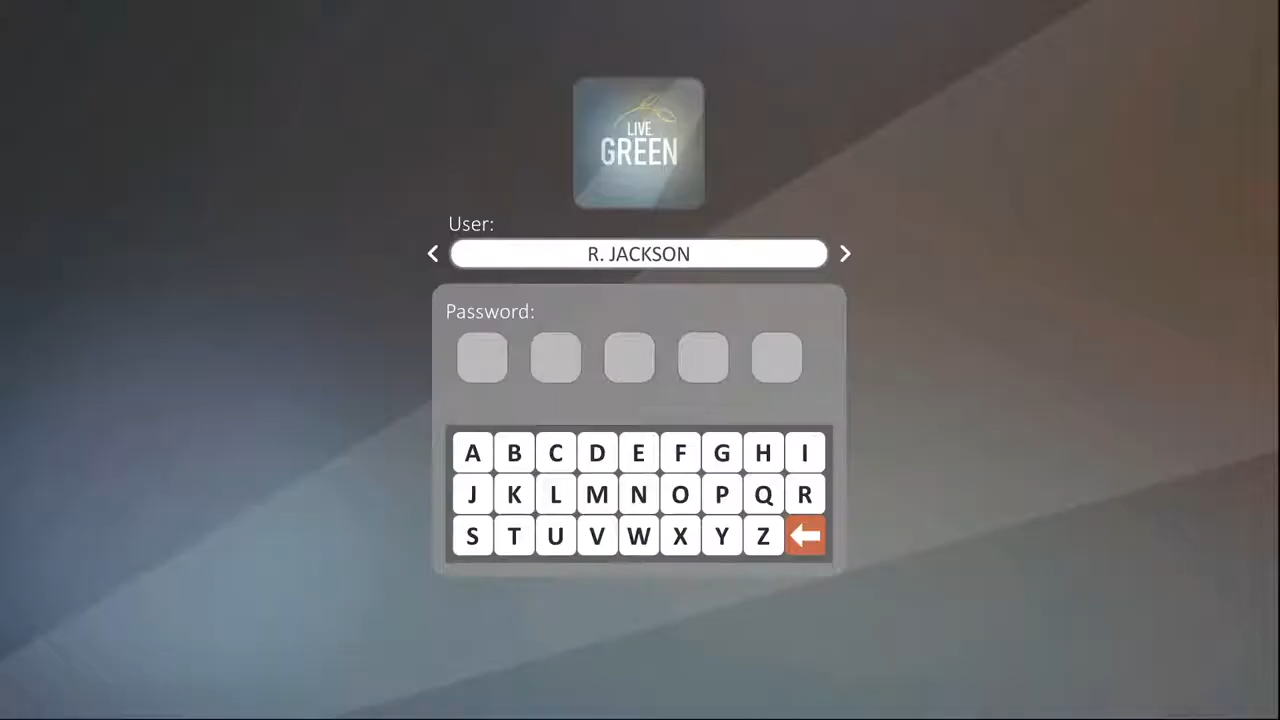 LIVE
GREEN
User:
< R. JACKSON >
Password:
A B C D E F G H I
J K L M N O P Q R
S T U V W X Y Z